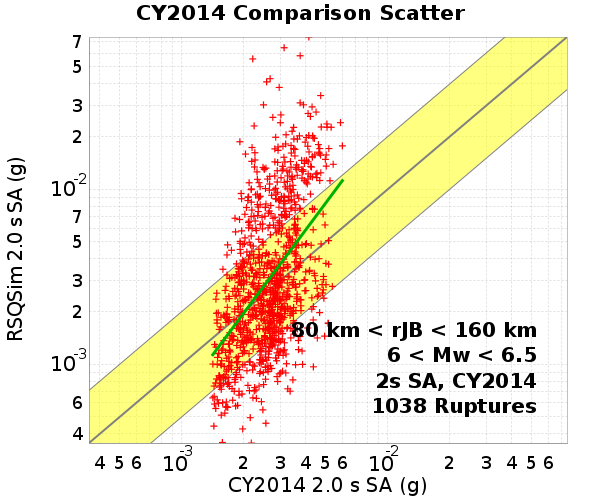 CY2014 Comparison Scatter
RSQSim 2.0 s SA (g)
7
5
3
2
10-2
7
5
3
2
10-3
6
4
80 km < rJB < 160 km
6 < Mw < 6.5
2s SA, CY2014
1038 Ruptures
4 5 6 10-3 2 3 4 5 6 10-2 2 3 4 5 6
CY2014 2.0 s SA (g)